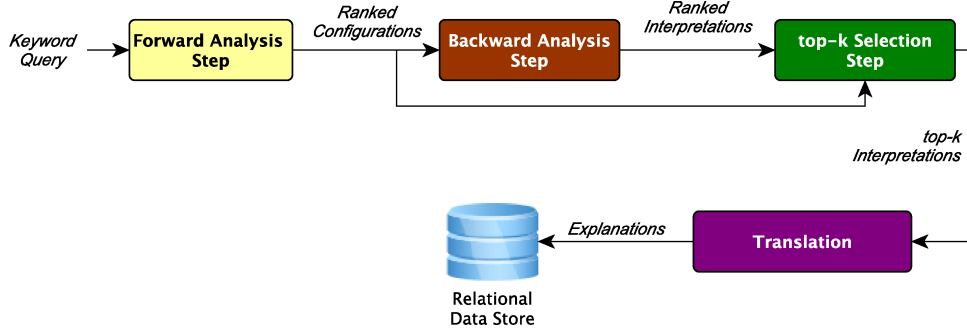 Keyword
Query
Forward Analysis
Step
Ranked
Configurations
Backward Analysis
Step
Ranked
Interpretations
top-k Selection
Step
top-k
Interpretations
Translation
Explanations
Relational
Data Store